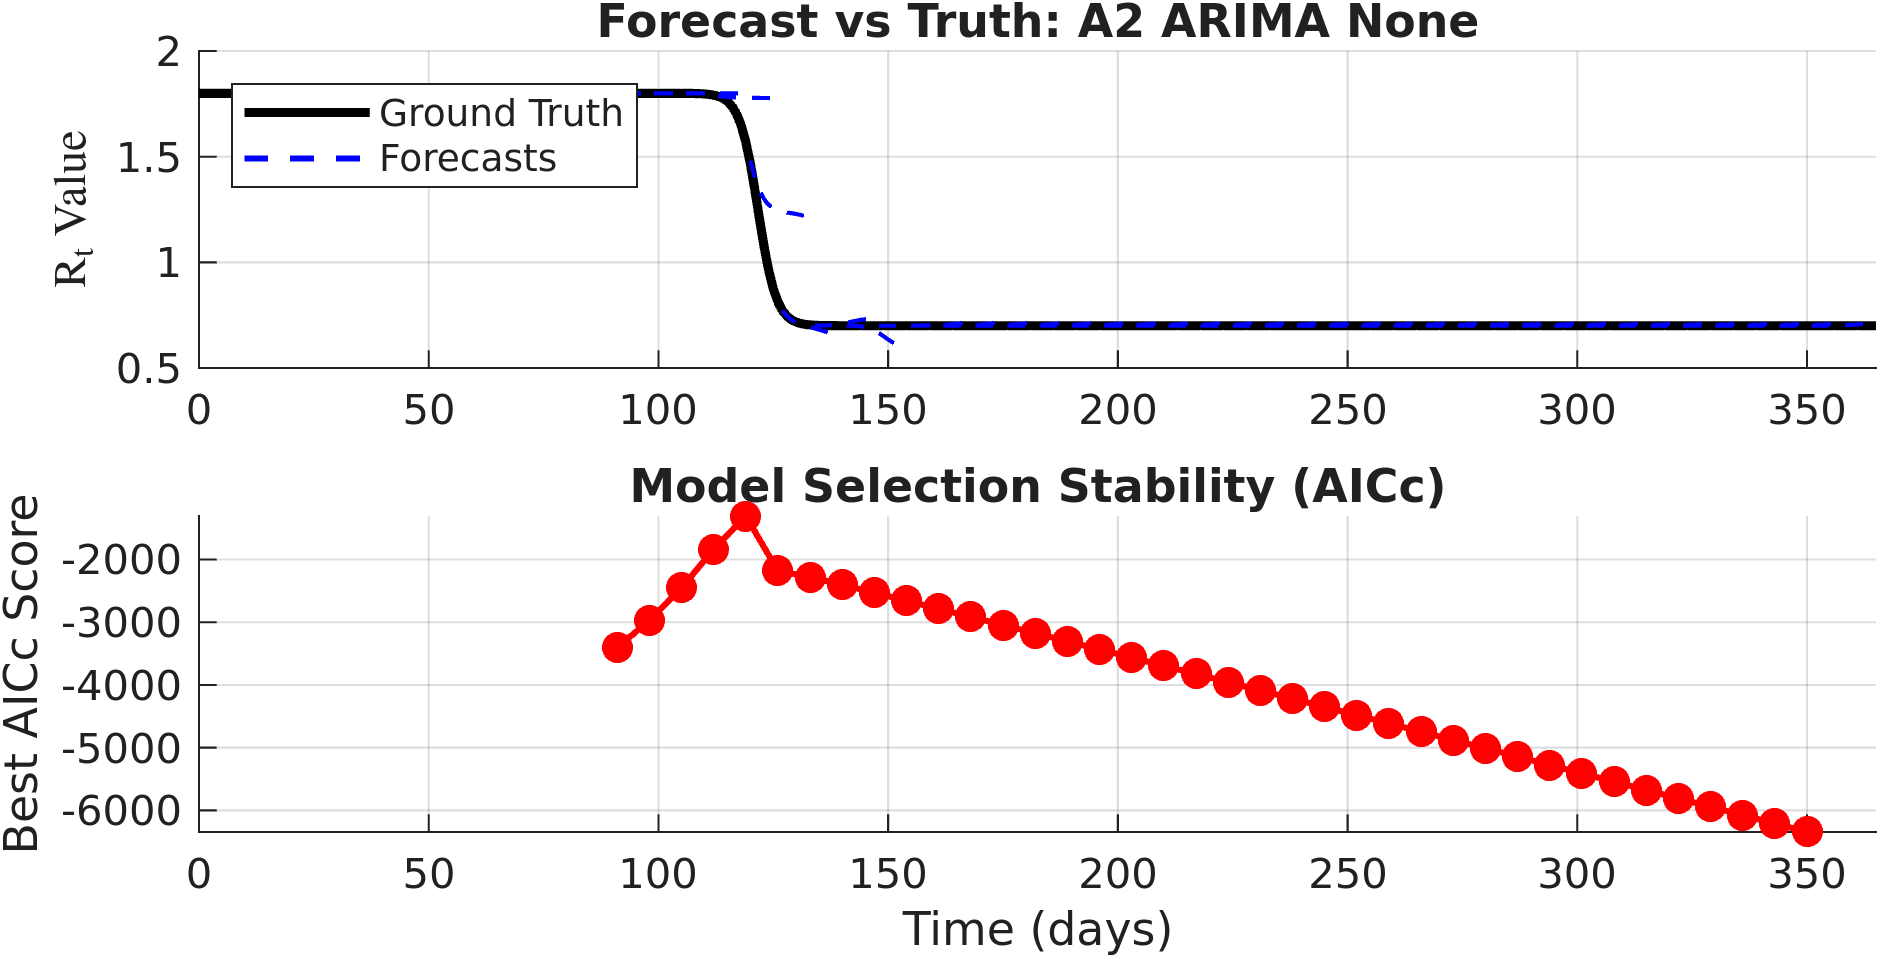 Forecast vs Truth: A2 ARIMA None
R_t Value
2
1.5
1
0.5
Ground Truth
Forecasts
0 50 100 150 200 250 300 350
Model Selection Stability (AICc)
Best AICc Score
-2000
-3000
-4000
-5000
-6000
0 50 100 150 200 250 300 350
Time (days)